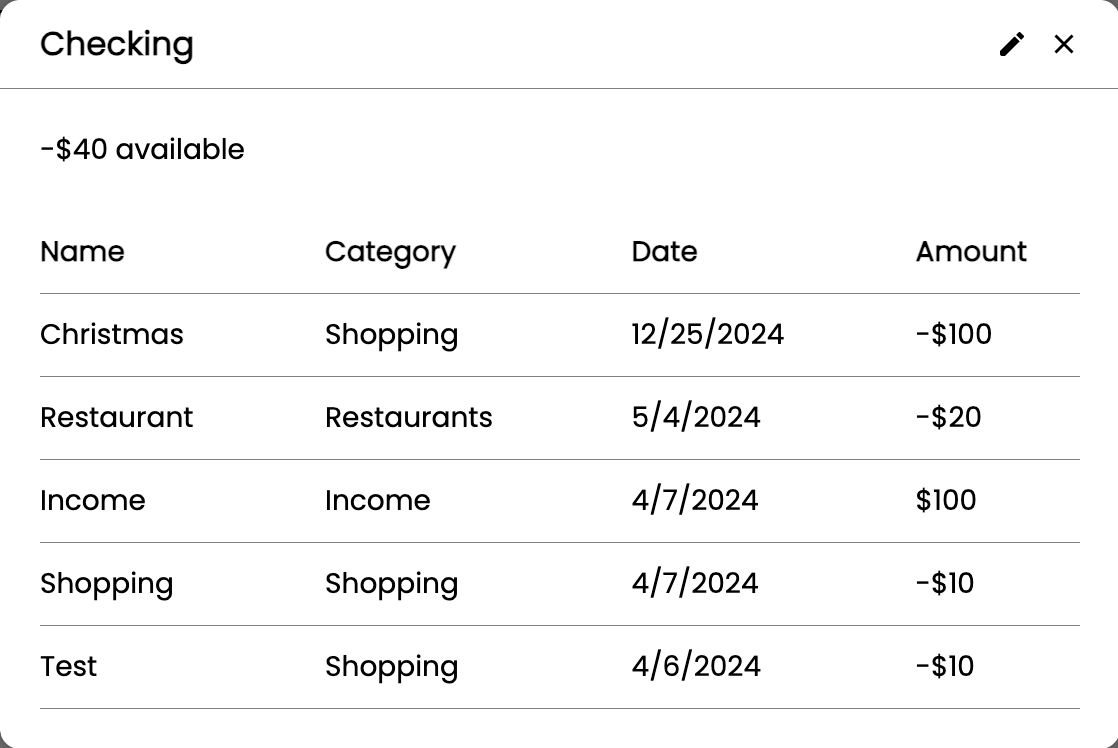 Checking
-$40 available
Name Category Date Amount
Christmas Shopping 12/25/2024 -$100
Restaurant Restaurants 5/4/2024 -$20
Income Income 4/7/2024 $100
Shopping Shopping 4/7/2024 -$10
Test Shopping 4/6/2024 -$10